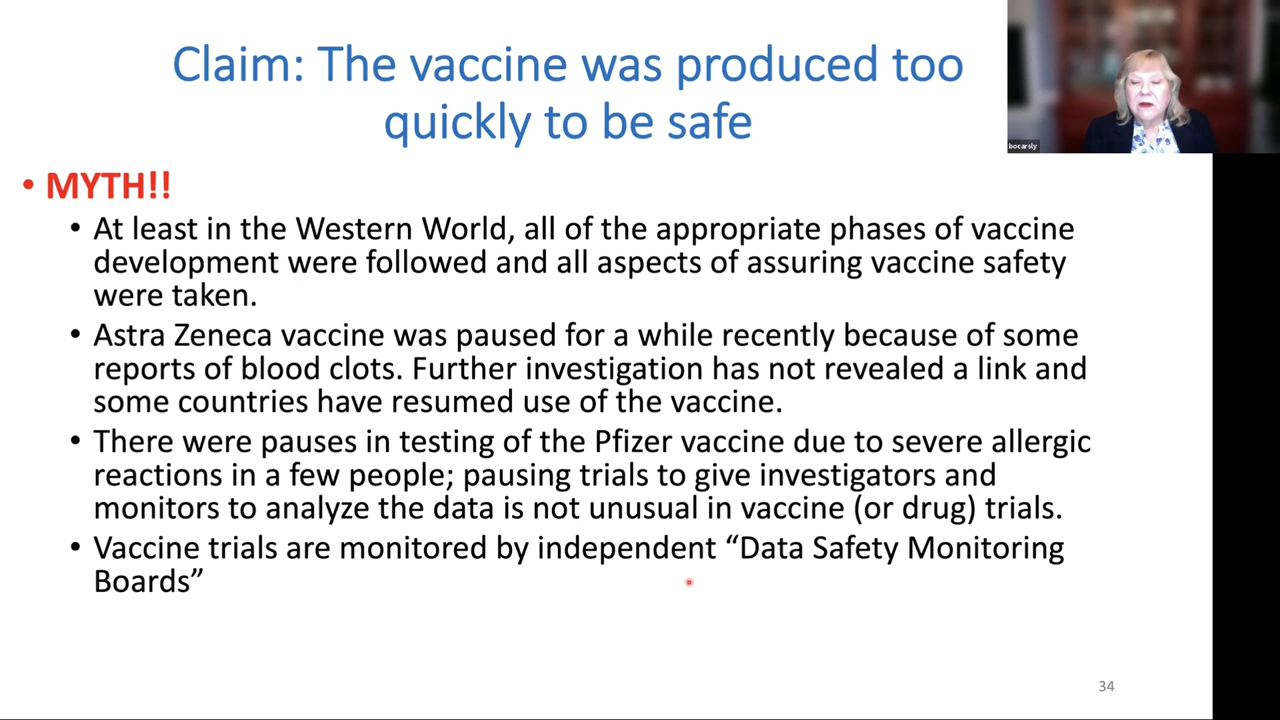 Claim: The vaccine was produced too
quickly to be safe
bocarsly
• MYTH!!
• At least in the Western World, all of the appropriate phases of vaccine
development were followed and all aspects of assuring vaccine safety
were taken.
• Astra Zeneca vaccine was paused for a while recently because of some
reports of blood clots. Further investigation has not revealed a link and
some countries have resumed use of the vaccine.
• There were pauses in testing of the Pfizer vaccine due to severe allergic
reactions in a few people; pausing trials to give investigators and
monitors to analyze the data is not unusual in vaccine (or drug) trials.
• Vaccine trials are monitored by independent “Data Safety Monitoring
Boards”
34